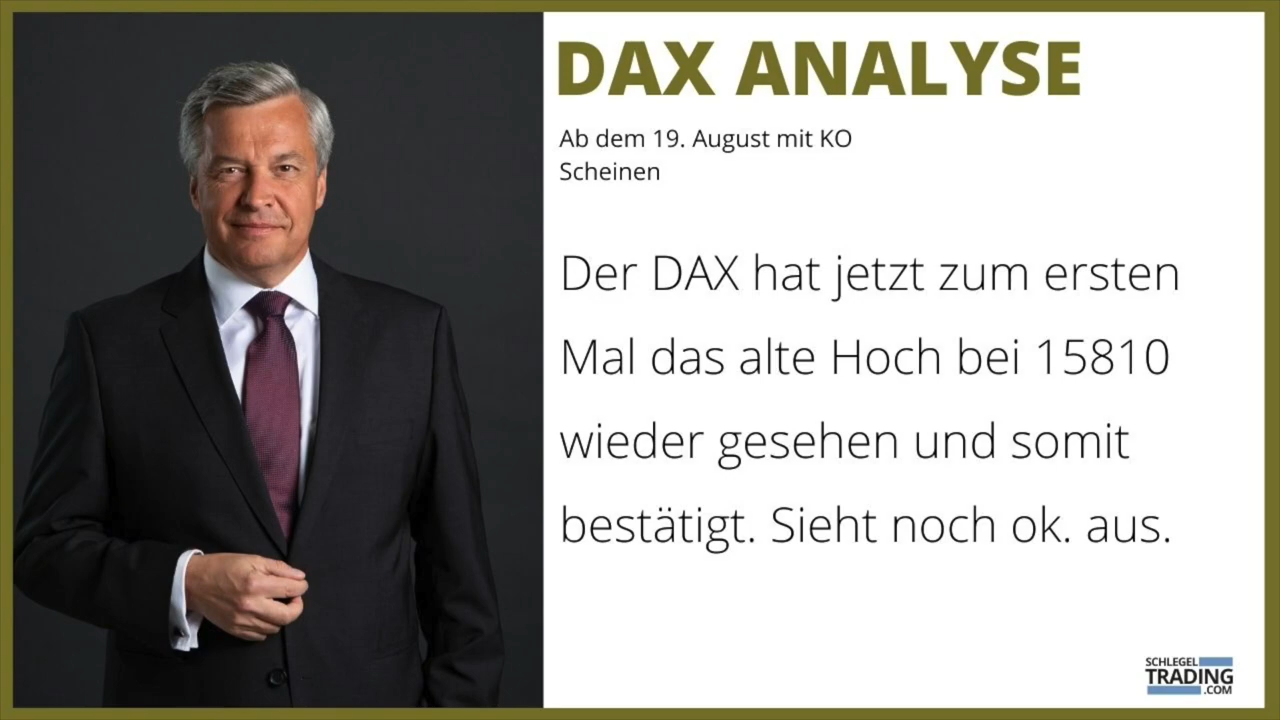 DAX ANALYSE
Ab dem 19. August mit KO
Scheinen
Der DAX hat jetzt zum ersten
Mal das alte Hoch bei 15810
wieder gesehen und somit
bestätigt. Sieht noch ok. aus.
SCHLEGEL
TRADING
.COM